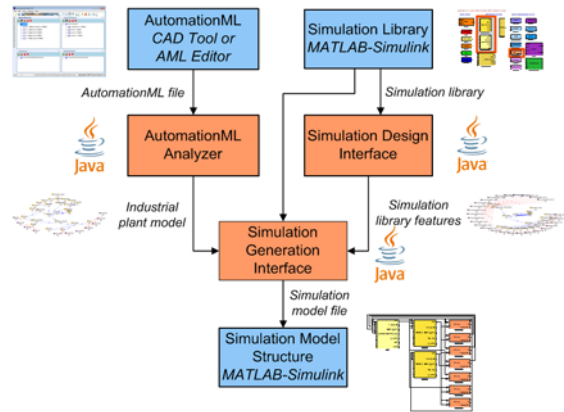 AutomationML
CAD Tool or
AML Editor
Simulation Library
MATLAB-Simulink
AutomationML file
Simulation library
AutomationML
Analyzer
Simulation Design
Interface
Java
Java
Industrial
plant model
Simulation
library features
Simulation
Generation
Interface
Java
Simulation
model file
Simulation Model
Structure
MATLAB-Simulink